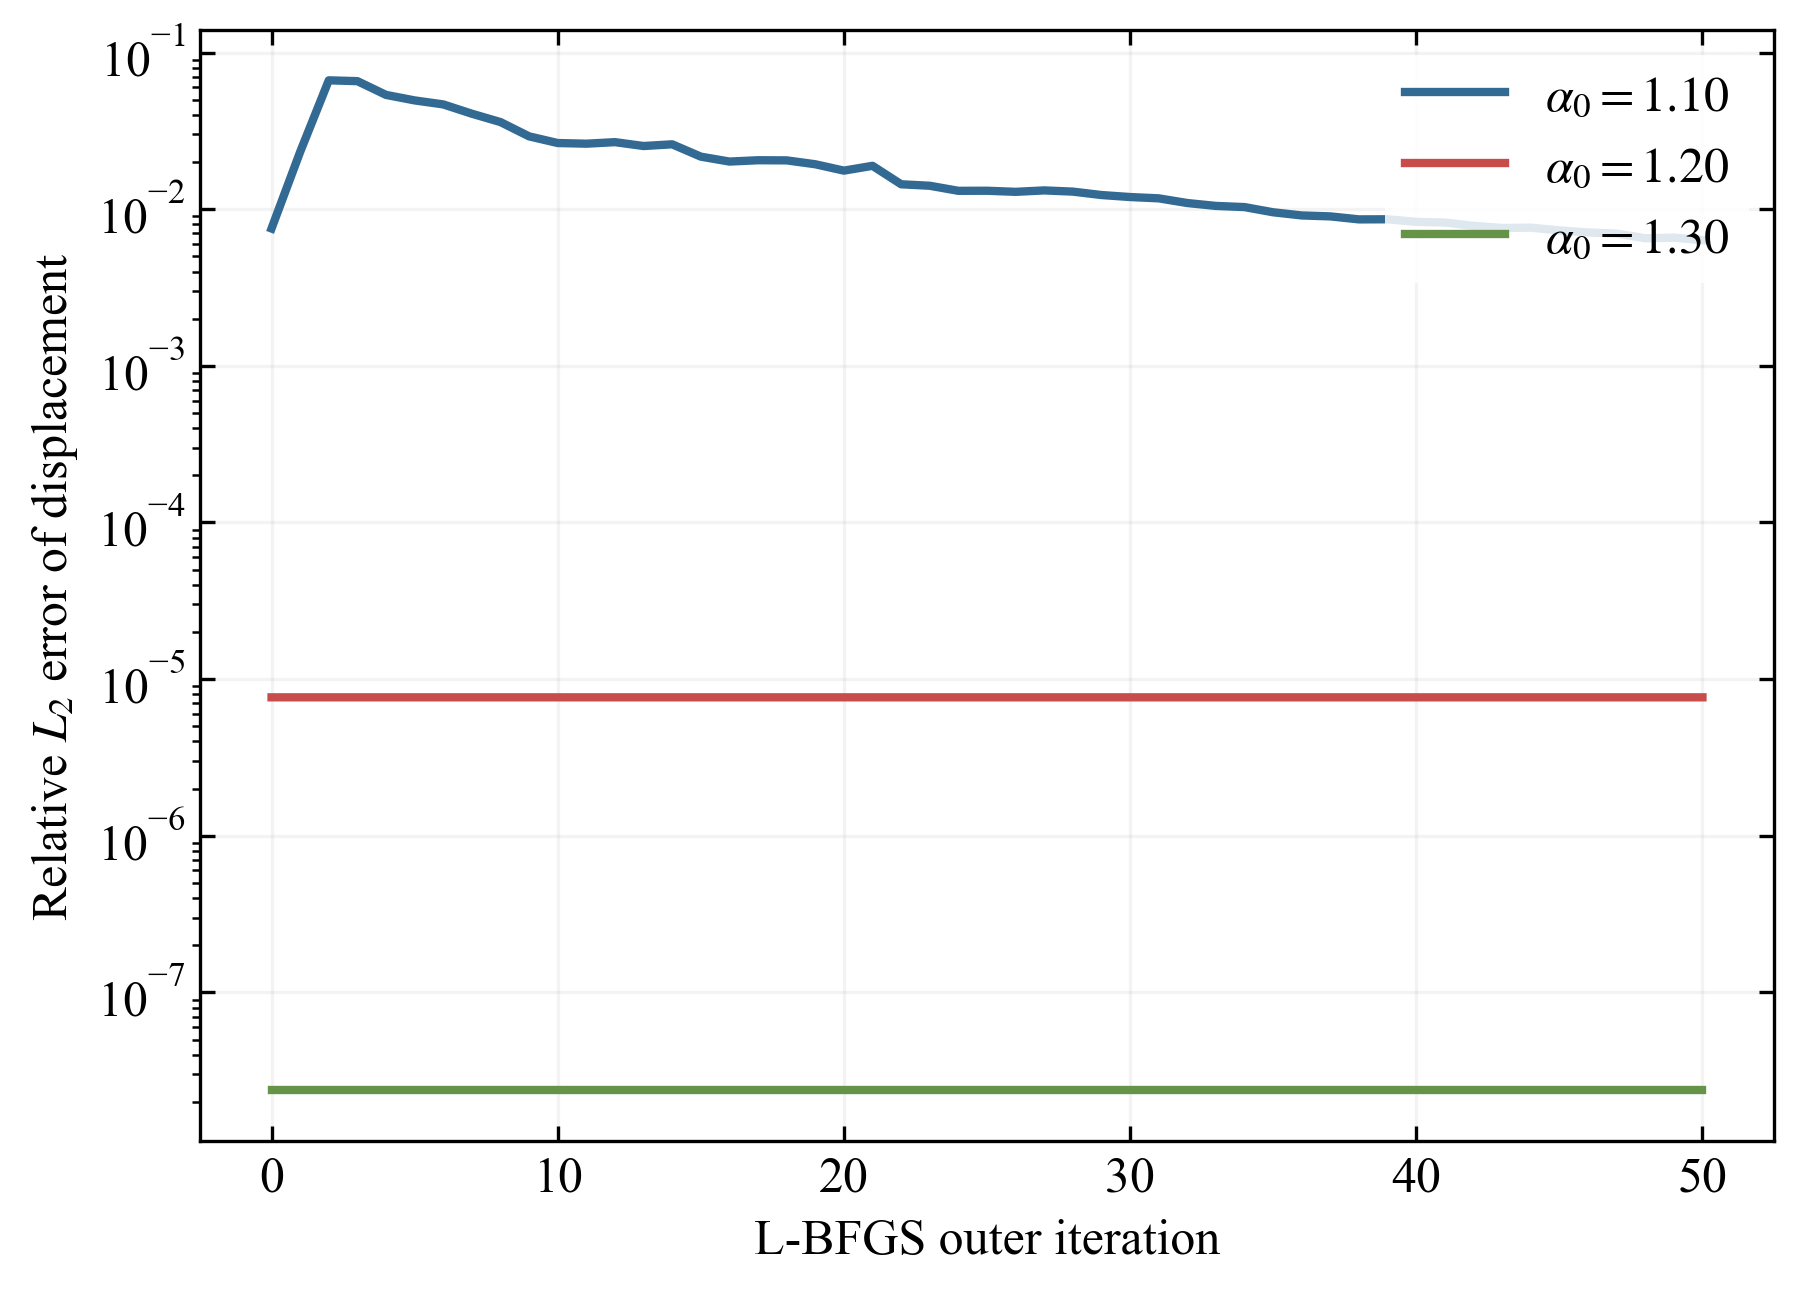 10⁻¹
10⁻²
10⁻³
10⁻⁴
10⁻⁵
10⁻⁶
10⁻⁷
Relative L₂ error of displacement
α₀ = 1.10
α₀ = 1.20
α₀ = 1.30
0 10 20 30 40 50
L-BFGS outer iteration